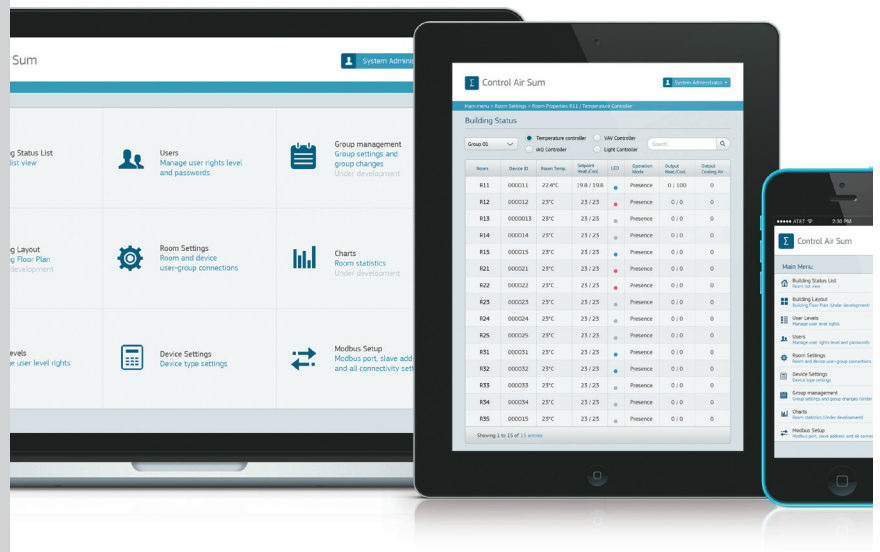 Sum
System Admini
g Status List
list view
Users
Manage user rights level
and passwords
Group management
Group settings and
group changes
Under development
g Layout
g Floor Plan
development
Room Settings
Room and device
user-group connections
Charts
Room statistics
Under development
evels
e user level rights
Device Settings
Device type settings
Modbus Setup
Modbus port, slave add
and all connectivity sett
Σ Control Air Sum
System Administrator
Main menu • Room Settings • Room Properties R11 / Temperature Controller
Building Status
Group 01
Temperature controller
VAV Controller
IAQ Controller
Light Controller
Search...
Room Device ID Room Temp. Setpoint Heat./Cool. LED Operation Mode Output Heat./Cool. Output Cooling Air
R11 000011 22.4°C 19.8 / 19.8 Presence 0 / 100 0
R12 000012 23°C 23 / 23 Presence 0 / 0 0
R13 0000013 23°C 23 / 23 Presence 0 / 0 0
R14 000014 23°C 23 / 23 Presence 0 / 0 0
R15 000015 23°C 23 / 23 Presence 0 / 0 0
R21 000021 23°C 23 / 23 Presence 0 / 0 0
R22 000022 23°C 23 / 23 Presence 0 / 0 0
R23 000023 23°C 23 / 23 Presence 0 / 0 0
R24 000024 23°C 23 / 23 Presence 0 / 0 0
R25 000025 23°C 23 / 23 Presence 0 / 0 0
R31 000031 23°C 23 / 23 Presence 0 / 0 0
R32 000032 23°C 23 / 23 Presence 0 / 0 0
R33 000033 23°C 23 / 23 Presence 0 / 0 0
R34 000034 23°C 23 / 23 Presence 0 / 0 0
R35 000015 23°C 23 / 23 Presence 0 / 0 0
Showing 1 to 15 of 15 entries
AT&T 2:30 PM
Σ Control Air Sum
Main Menu
Building Status List
Room list view
Building Layout
Building Floor Plan (Under development)
User Levels
Manage user level rights
Users
Manage user rights level and passwords
Room Settings
Room and device user-group connections
Device Settings
Device type settings
Group management
Group settings and group changes (Under
Charts
Room statistics (Under development)
Modbus Setup
Modbus port, slave address and all connec